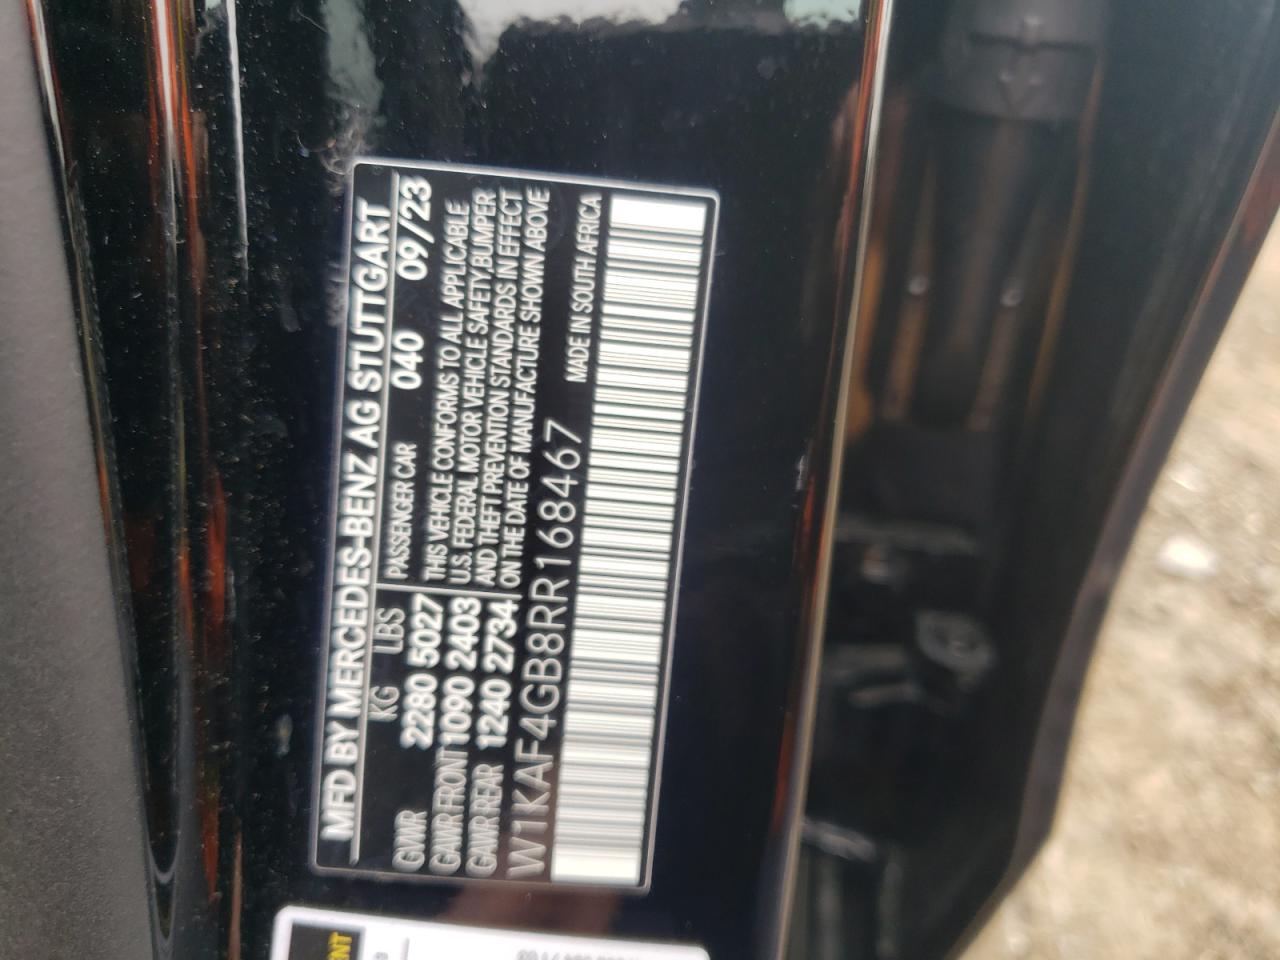 MFD BY MERCEDES-BENZ AG STUTTGART
KG LBS
GVWR 2280 5027
GAWR FRONT 1090 2403
GAWR REAR 1240 2734
PASSENGER CAR 040 09/23
THIS VEHICLE CONFORMS TO ALL APPLICABLE
U.S. FEDERAL MOTOR VEHICLE SAFETY, BUMPER
AND THEFT PREVENTION STANDARDS IN EFFECT
ON THE DATE OF MANUFACTURE SHOWN ABOVE
W1KAF4GB8RR168467
MADE IN SOUTH AFRICA